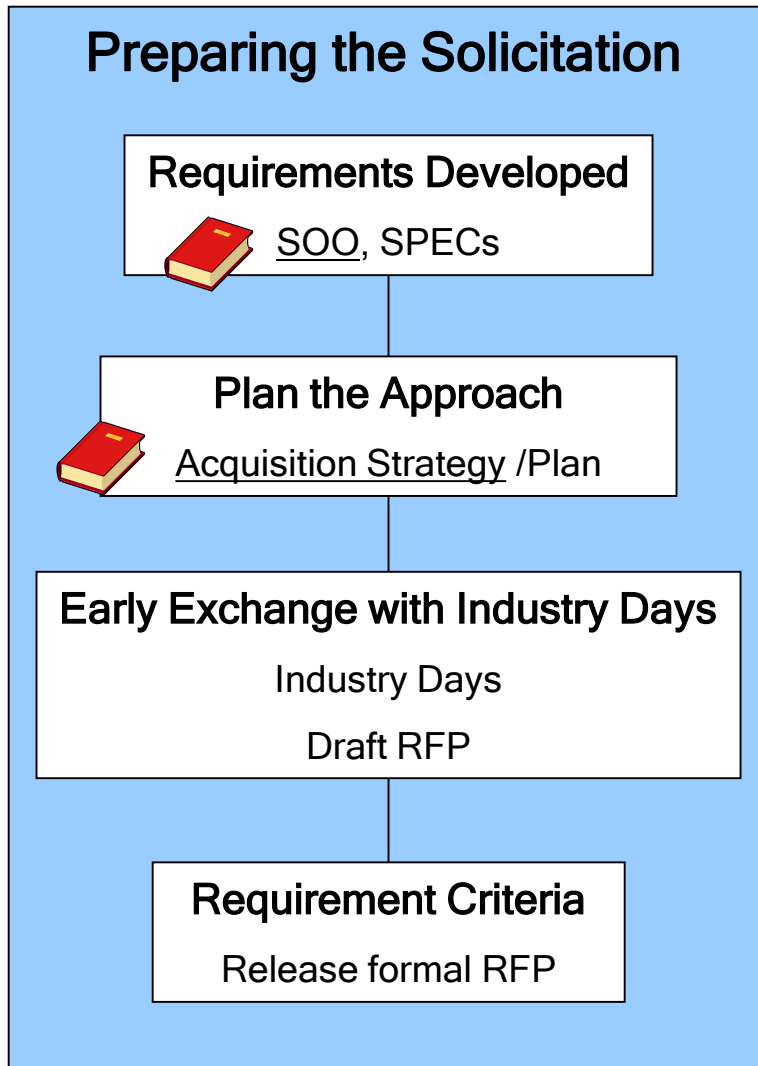 Preparing the Solicitation
Requirements Developed
SOO, SPECs
Plan the Approach
Acquisition Strategy /Plan
Early Exchange with Industry Days
Industry Days
Draft RFP
Requirement Criteria
Release formal RFP